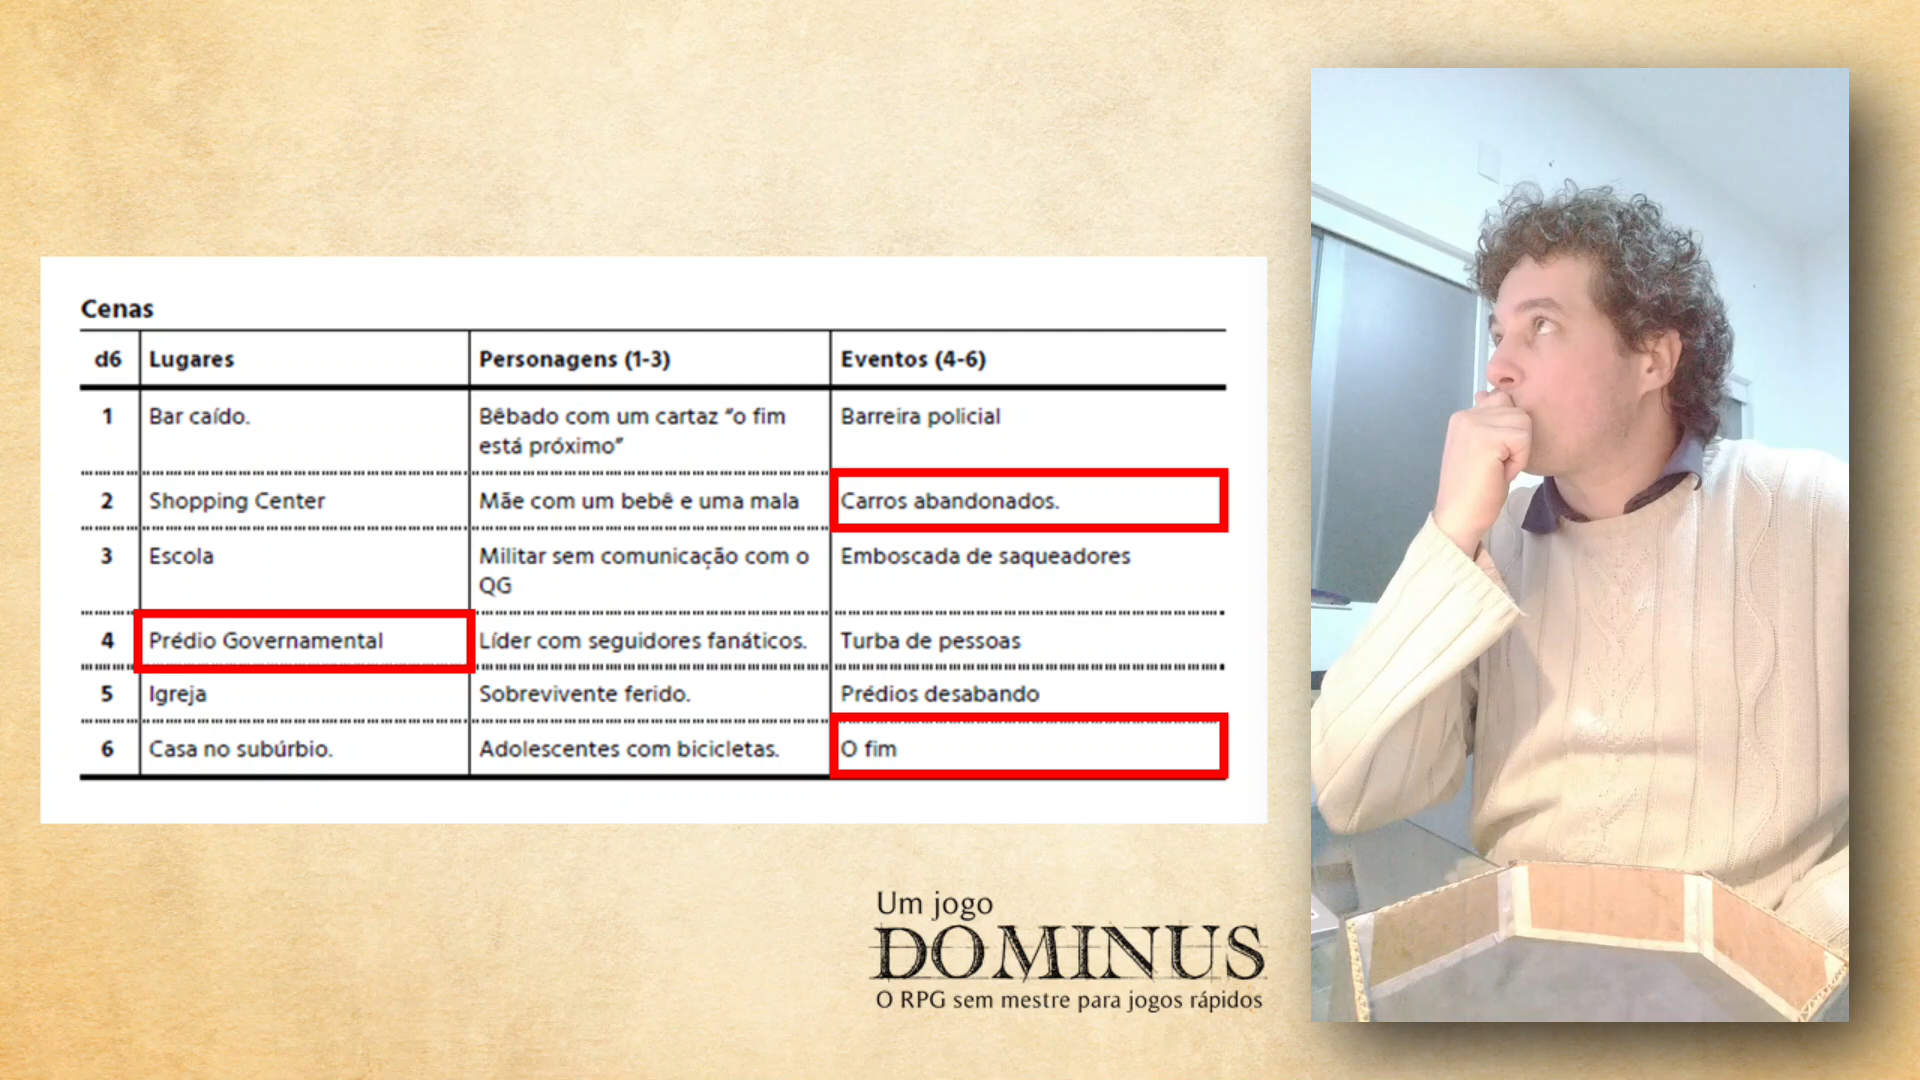 Cenas
d6 Lugares Personagens (1-3) Eventos (4-6)
1 Bar caído. Bêbado com um cartaz “o fim Barreira policial
está próximo”
2 Shopping Center Mãe com um bebê e uma mala Carros abandonados.
3 Escola Militar sem comunicação com o Emboscada de saqueadores
QG
4 Prédio Governamental Líder com seguidores fanáticos. Turba de pessoas
5 Igreja Sobrevivente ferido. Prédios desabando
6 Casa no subúrbio. Adolescentes com bicicletas. O fim
Um jogo
DOMINUS
O RPG sem mestre para jogos rápidos